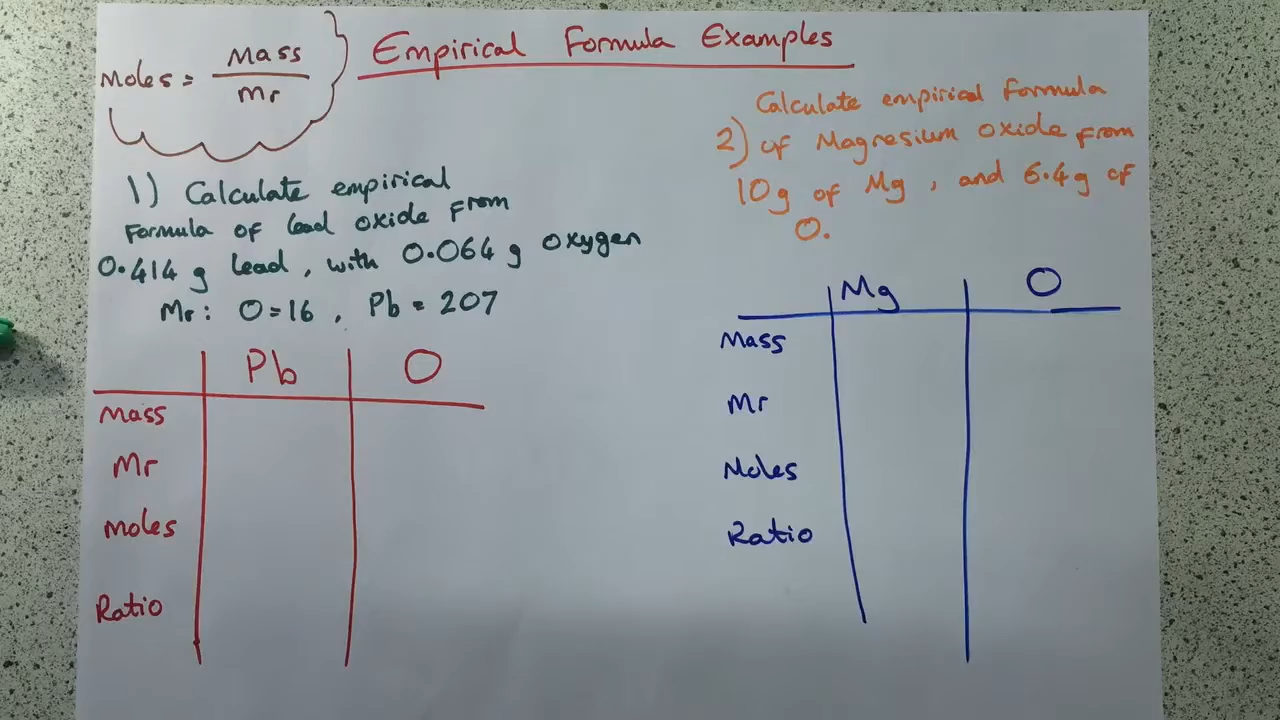 Moles = Mass / Mr
Empirical Formula Examples
1) Calculate empirical
Formula of lead oxide from
0.414 g lead, with 0.064 g oxygen
Mr: O=16, Pb = 207
Pb O
Mass
Mr
Moles
Ratio
Calculate empirical Formula
2) of Magnesium oxide from
10g of Mg, and 6.4g of
O.
Mg O
Mass
Mr
Moles
Ratio